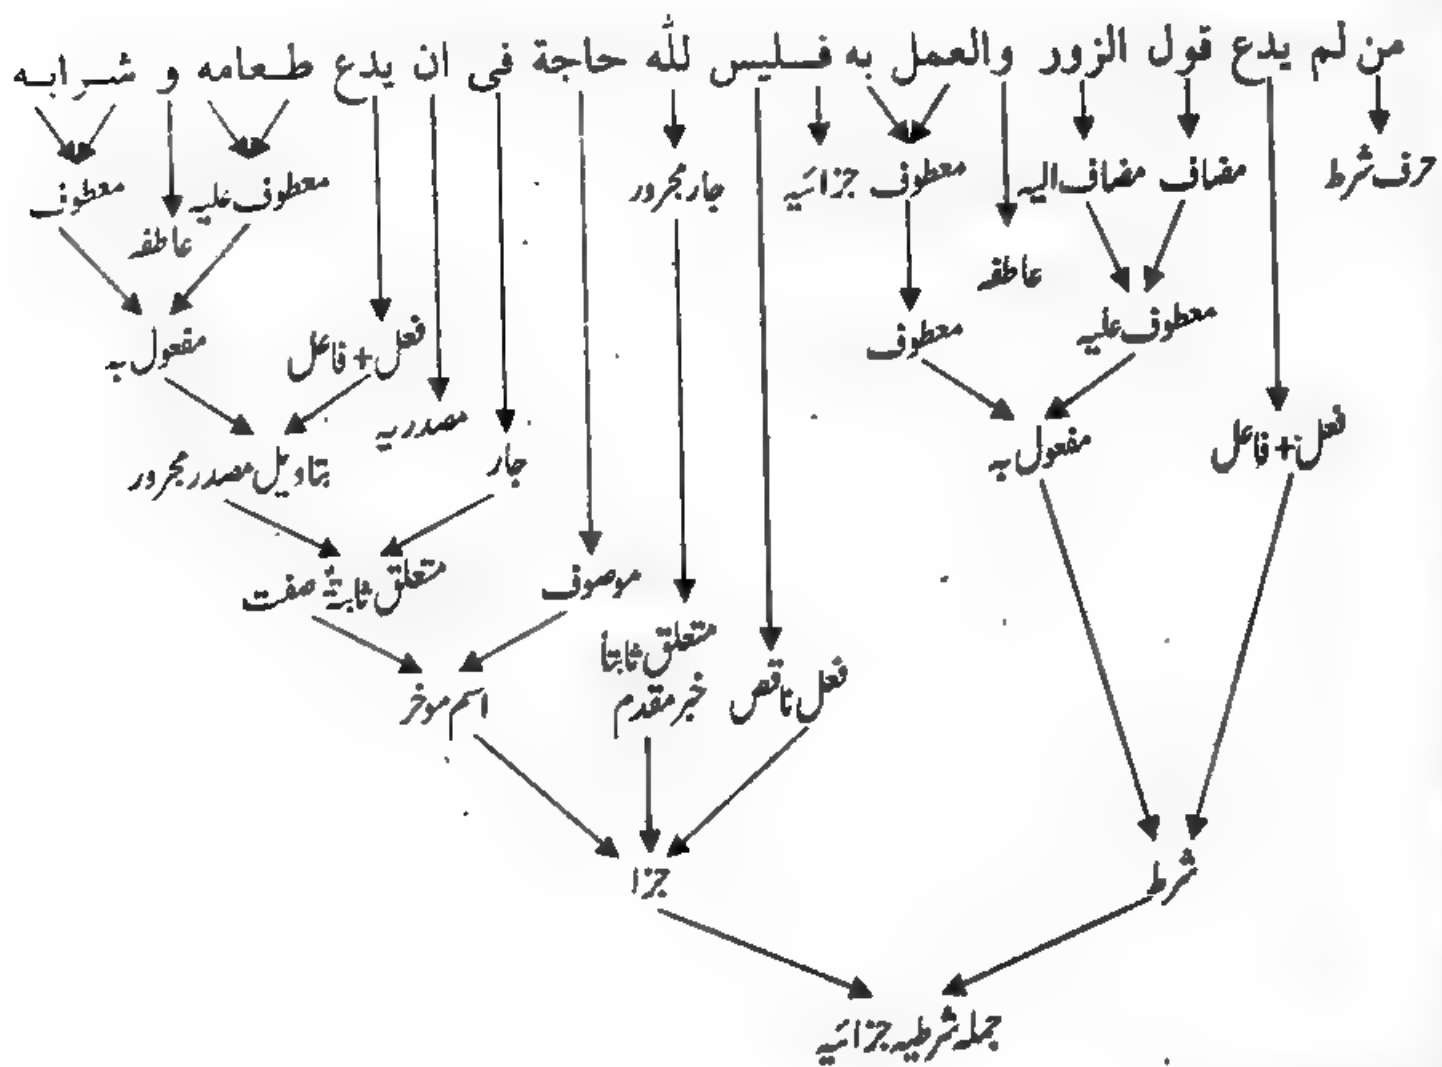 من لم يدع قول الزور والعمل به فليس لله حاجة فى ان يدع طعامه و شرابه
حرف شرط
مضاف
مضاف الیہ
معطوف
جزائیہ
جار مجرور
معطوف علیہ
معطوف
عاطفہ
عاطفہ
معطوف علیہ
معطوف
فعل + فاعل
مفعول بہ
فعل + فاعل
مفعول بہ
مصدریہ
جار
بتاویل مصدر مجرور
موصوف
متعلق ثابتۃٌ صفت
متعلق ثابتاً
خبر مقدم
فعل ناقص
اسم موخر
شرط
جزا
جملہ شرطیہ جزائیہ